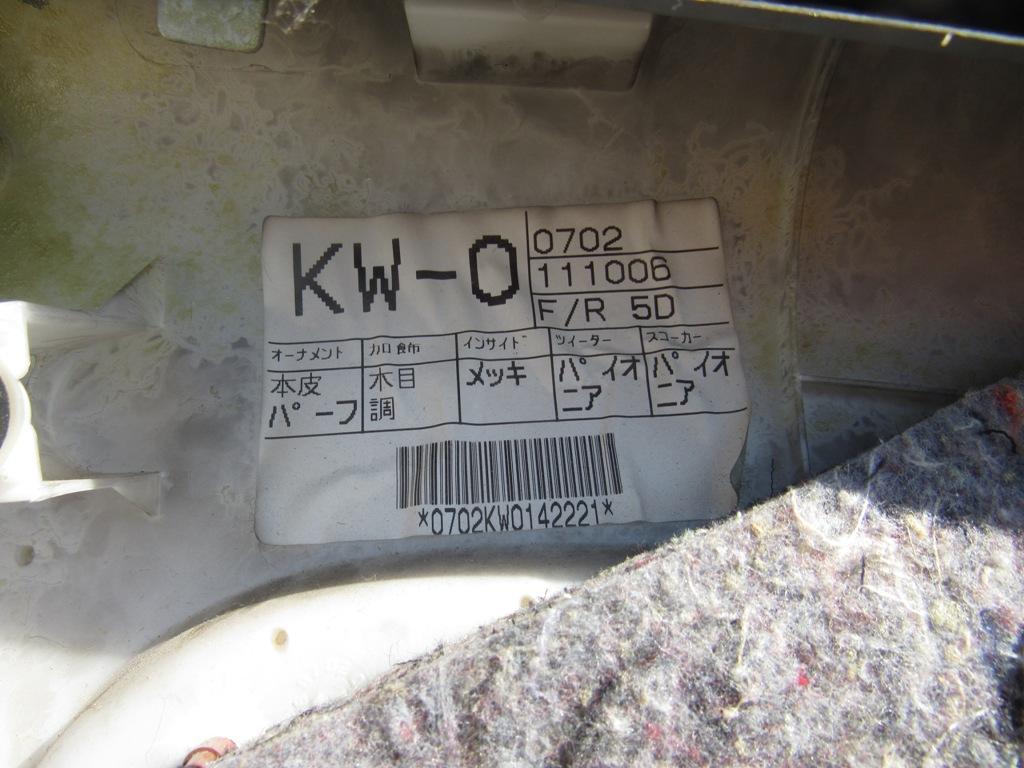 KW-0
0702
111006
F/R 5D
オーナメント 加飾 インサイド ツィーター スコーカー
本皮 木目 メッキ パイオ パイオ
パーフ 調 ニア ニア
*0702KW0142221*